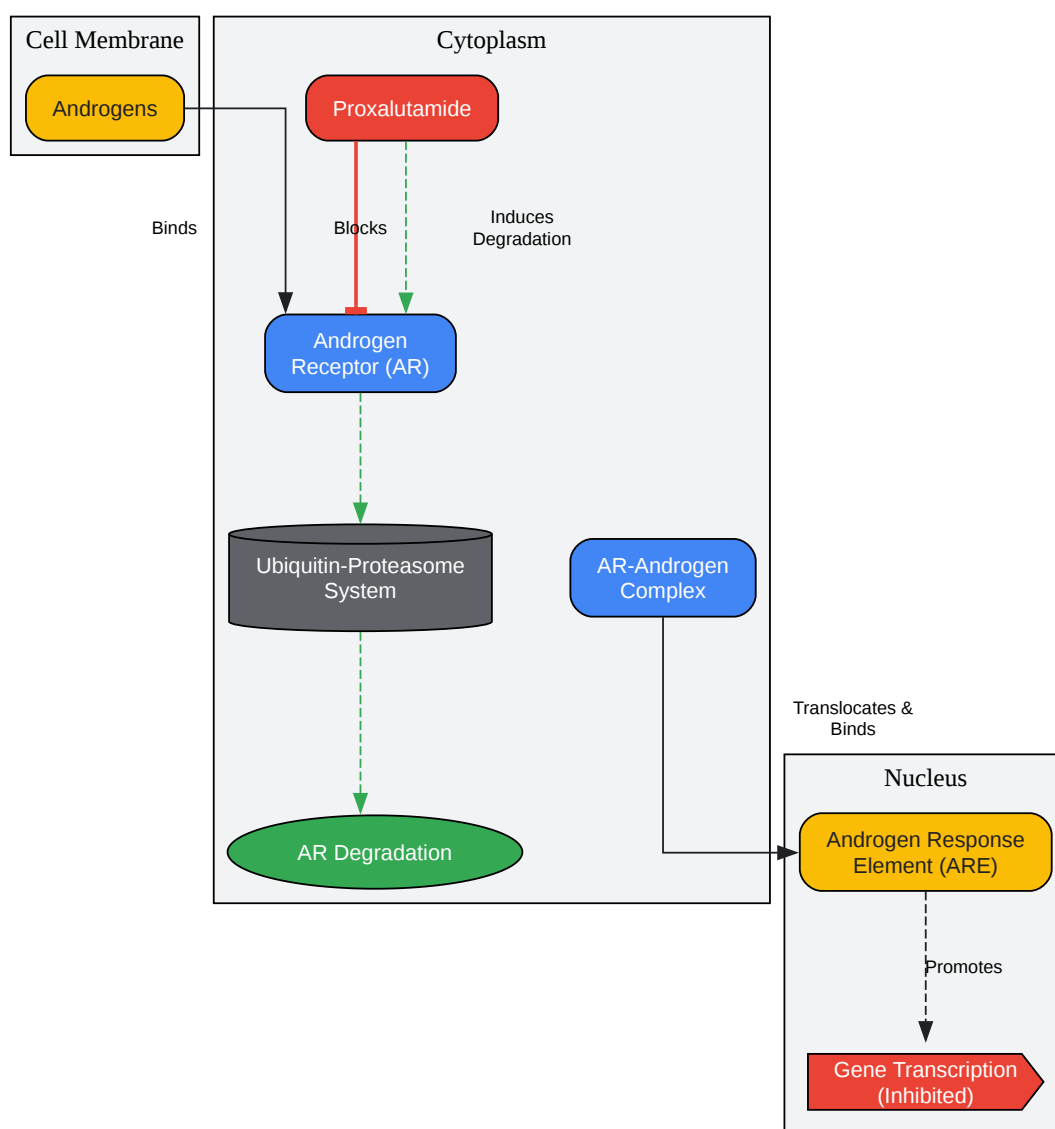 Cell Membrane
Cytoplasm
Androgens
Proxalutamide
Binds
Blocks
Induces
Degradation
Androgen
Receptor (AR)
Ubiquitin-Proteasome
System
AR-Androgen
Complex
Translocates &
Binds
Nucleus
AR Degradation
Androgen Response
Element (ARE)
Promotes
Gene Transcription
(Inhibited)